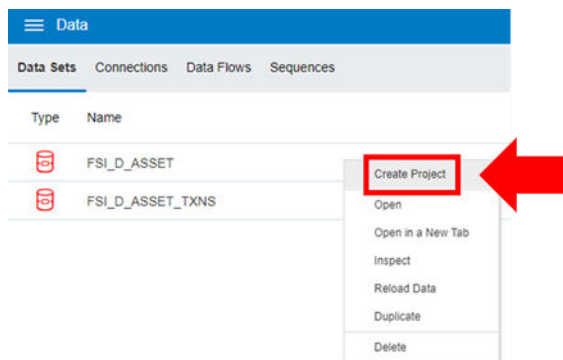 Data
Data Sets Connections Data Flows Sequences
Type Name
FSI_D_ASSET
FSI_D_ASSET_TXNS
Create Project
Open
Open in a New Tab
Inspect
Reload Data
Duplicate
Delete